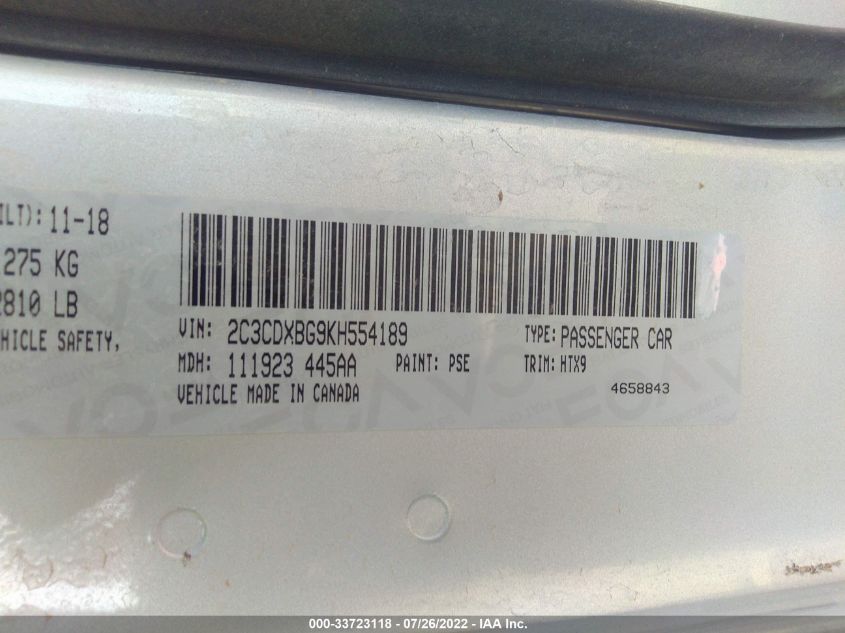 ILT): 11-18
275 KG
2810 LB
HICLE SAFETY,
VIN: 2C3CDXBG9KH554189 TYPE: PASSENGER CAR
MDH: 111923 445AA PAINT: PSE TRIM: HTX9
VEHICLE MADE IN CANADA 4658843
000-33723118 - 07/26/2022 - IAA Inc.